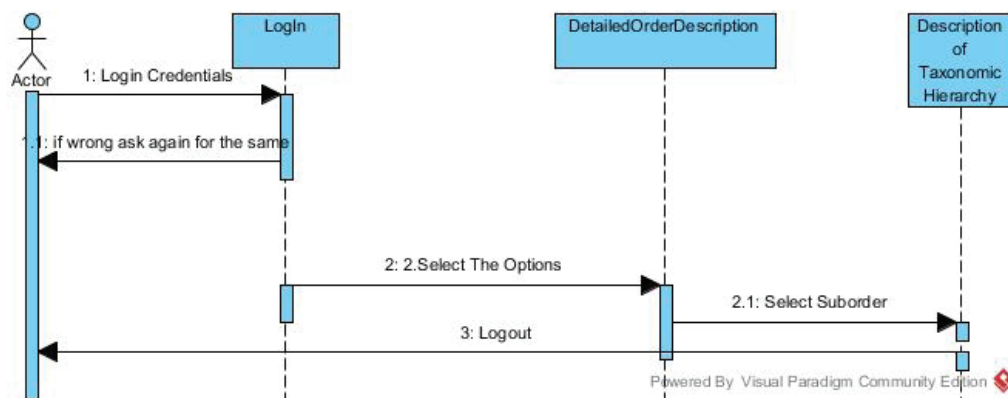 LogIn
DetailedOrderDescription
Description
of
Taxonomic
Hierarchy
Actor
1: Login Credentials
1.1: if wrong ask again for the same
2: 2.Select The Options
2.1: Select Suborder
3: Logout
Powered By Visual Paradigm Community Edition